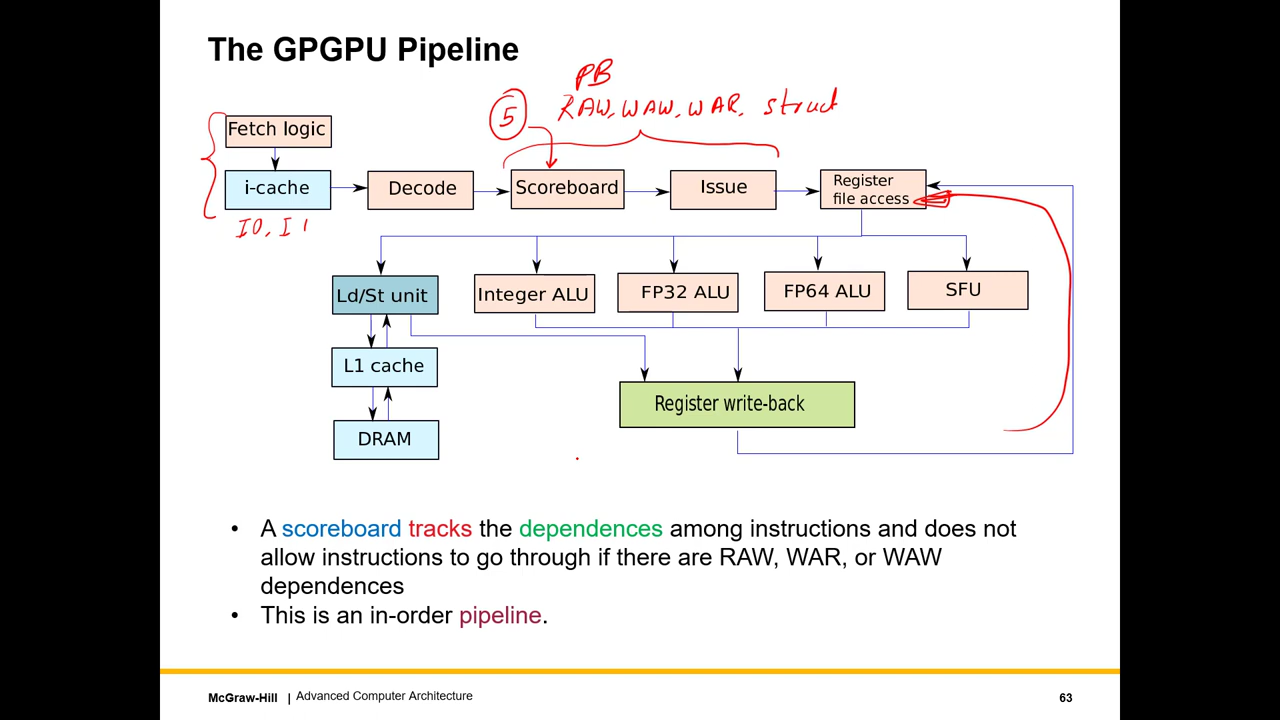 The GPGPU Pipeline
PB
RAW, WAW, WAR, struct
5
Fetch logic
i-cache
Decode
Scoreboard
Issue
Register
file access
I0, I1
Ld/St unit
Integer ALU
FP32 ALU
FP64 ALU
SFU
L1 cache
Register write-back
DRAM
• A scoreboard tracks the dependences among instructions and does not
allow instructions to go through if there are RAW, WAR, or WAW
dependences
• This is an in-order pipeline.
McGraw-Hill | Advanced Computer Architecture
63